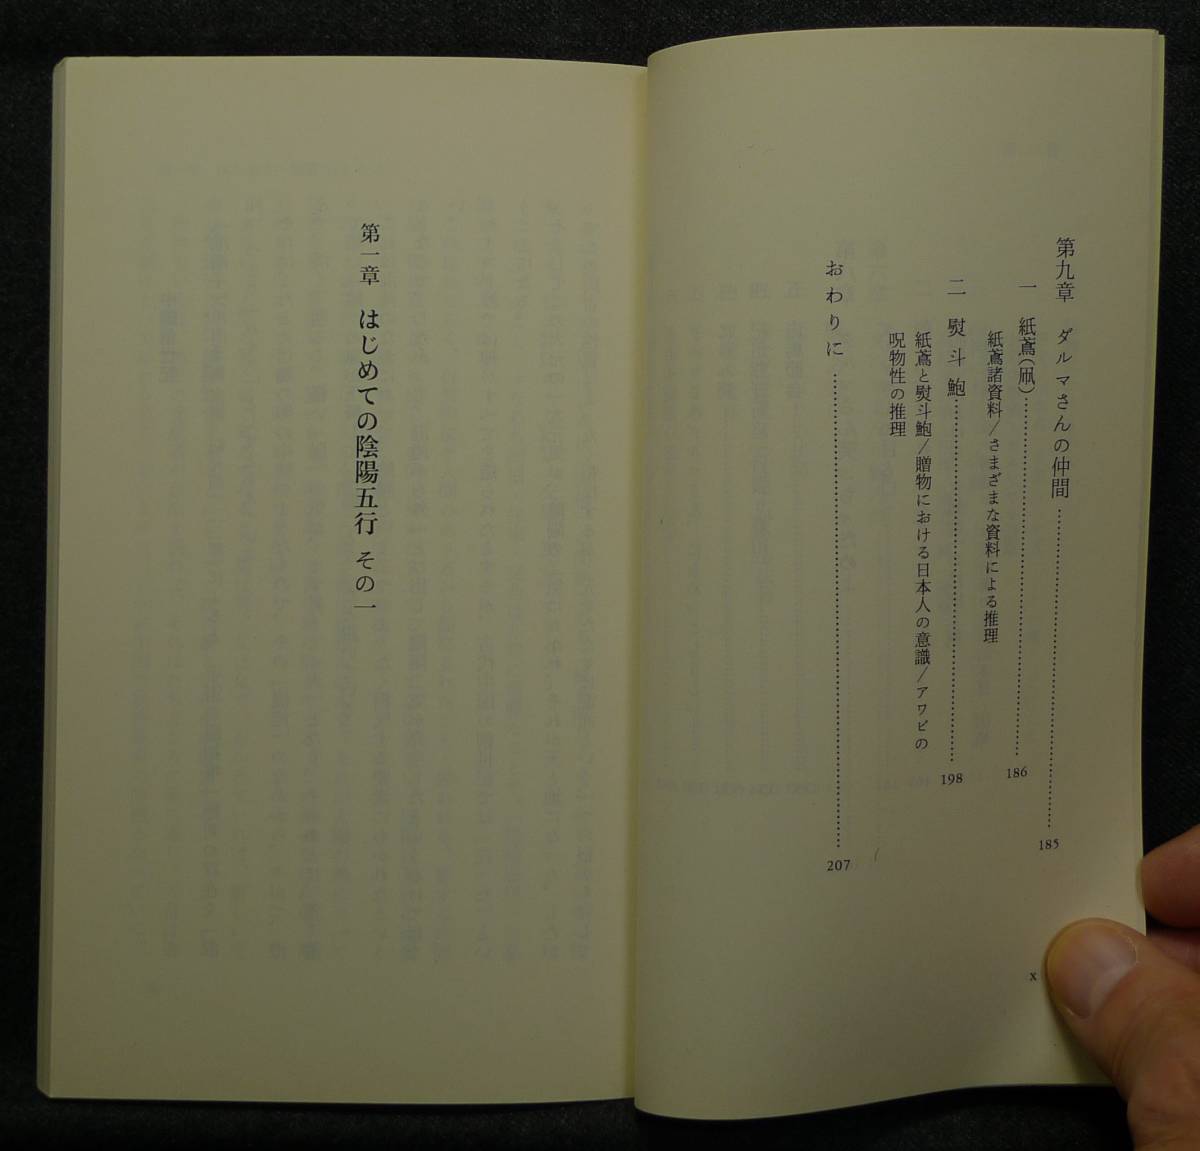 第九章 ダルマさんの仲間……………………185
一 紙鳶(凧)……………………186
紙鳶諸資料/さまざまな資料による推理
二 熨斗鮑……………………198
紙鳶と熨斗鮑/贈物における日本人の意識/アワビの
呪物性の推理
おわりに……………………207
x
第一章 はじめての陰陽五行 その一